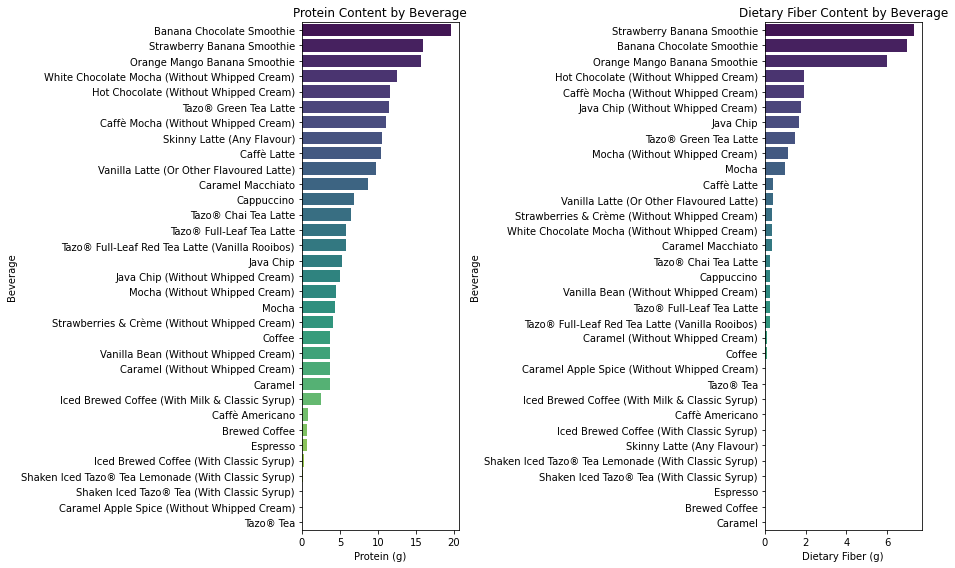 Protein Content by Beverage
Beverage
Banana Chocolate Smoothie
Strawberry Banana Smoothie
Orange Mango Banana Smoothie
White Chocolate Mocha (Without Whipped Cream)
Hot Chocolate (Without Whipped Cream)
Tazo® Green Tea Latte
Caffè Mocha (Without Whipped Cream)
Skinny Latte (Any Flavour)
Caffè Latte
Vanilla Latte (Or Other Flavoured Latte)
Caramel Macchiato
Cappuccino
Tazo® Chai Tea Latte
Tazo® Full-Leaf Tea Latte
Tazo® Full-Leaf Red Tea Latte (Vanilla Rooibos)
Java Chip
Java Chip (Without Whipped Cream)
Mocha (Without Whipped Cream)
Mocha
Strawberries & Crème (Without Whipped Cream)
Coffee
Vanilla Bean (Without Whipped Cream)
Caramel (Without Whipped Cream)
Caramel
Iced Brewed Coffee (With Milk & Classic Syrup)
Caffè Americano
Brewed Coffee
Espresso
Iced Brewed Coffee (With Classic Syrup)
Shaken Iced Tazo® Tea Lemonade (With Classic Syrup)
Shaken Iced Tazo® Tea (With Classic Syrup)
Caramel Apple Spice (Without Whipped Cream)
Tazo® Tea
0 5 10 15 20
Protein (g)
Dietary Fiber Content by Beverage
Beverage
Strawberry Banana Smoothie
Banana Chocolate Smoothie
Orange Mango Banana Smoothie
Hot Chocolate (Without Whipped Cream)
Caffè Mocha (Without Whipped Cream)
Java Chip (Without Whipped Cream)
Java Chip
Tazo® Green Tea Latte
Mocha (Without Whipped Cream)
Mocha
Caffè Latte
Vanilla Latte (Or Other Flavoured Latte)
Strawberries & Crème (Without Whipped Cream)
White Chocolate Mocha (Without Whipped Cream)
Caramel Macchiato
Tazo® Chai Tea Latte
Cappuccino
Vanilla Bean (Without Whipped Cream)
Tazo® Full-Leaf Tea Latte
Tazo® Full-Leaf Red Tea Latte (Vanilla Rooibos)
Caramel (Without Whipped Cream)
Coffee
Caramel Apple Spice (Without Whipped Cream)
Tazo® Tea
Iced Brewed Coffee (With Milk & Classic Syrup)
Caffè Americano
Iced Brewed Coffee (With Classic Syrup)
Skinny Latte (Any Flavour)
Shaken Iced Tazo® Tea Lemonade (With Classic Syrup)
Shaken Iced Tazo® Tea (With Classic Syrup)
Espresso
Brewed Coffee
Caramel
0 2 4 6
Dietary Fiber (g)